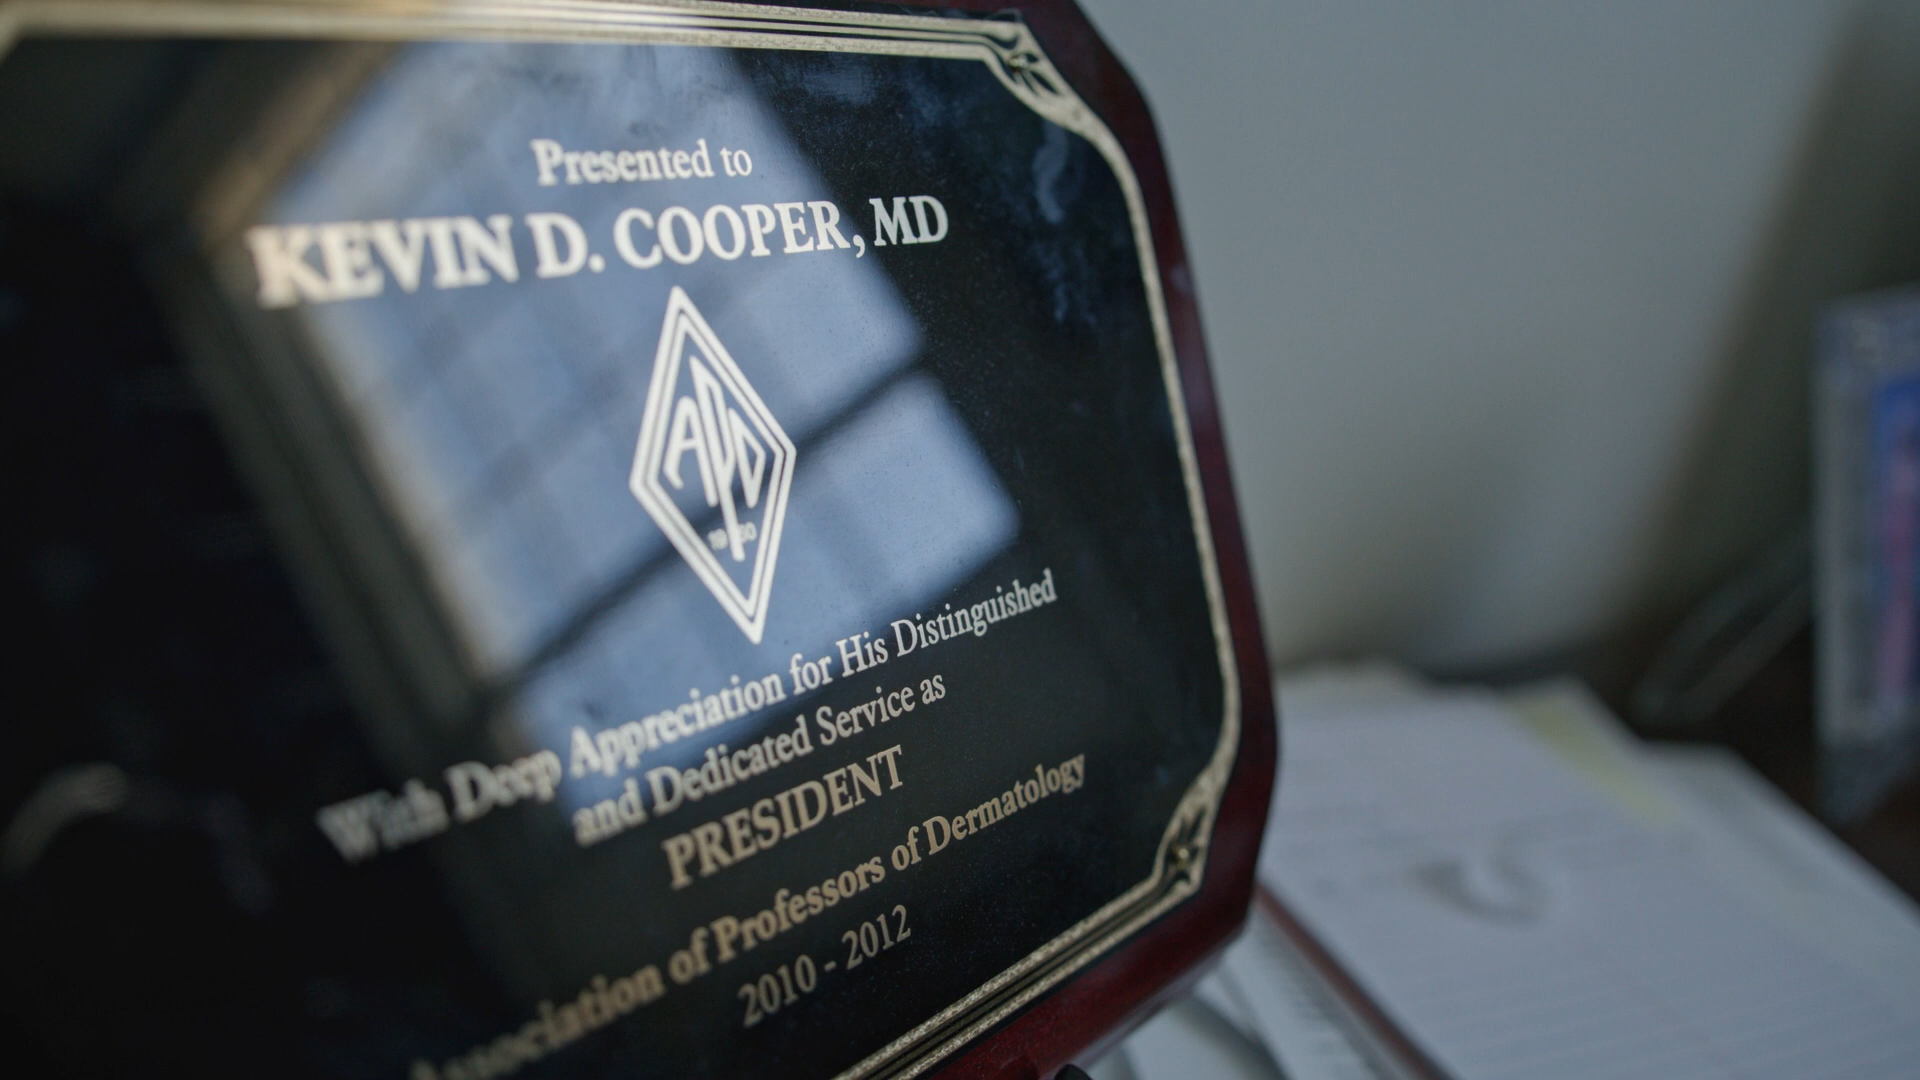 Presented to
KEVIN D. COOPER, MD
APD
With Deep Appreciation for His Distinguished
and Dedicated Service as
PRESIDENT
Association of Professors of Dermatology
2010 - 2012